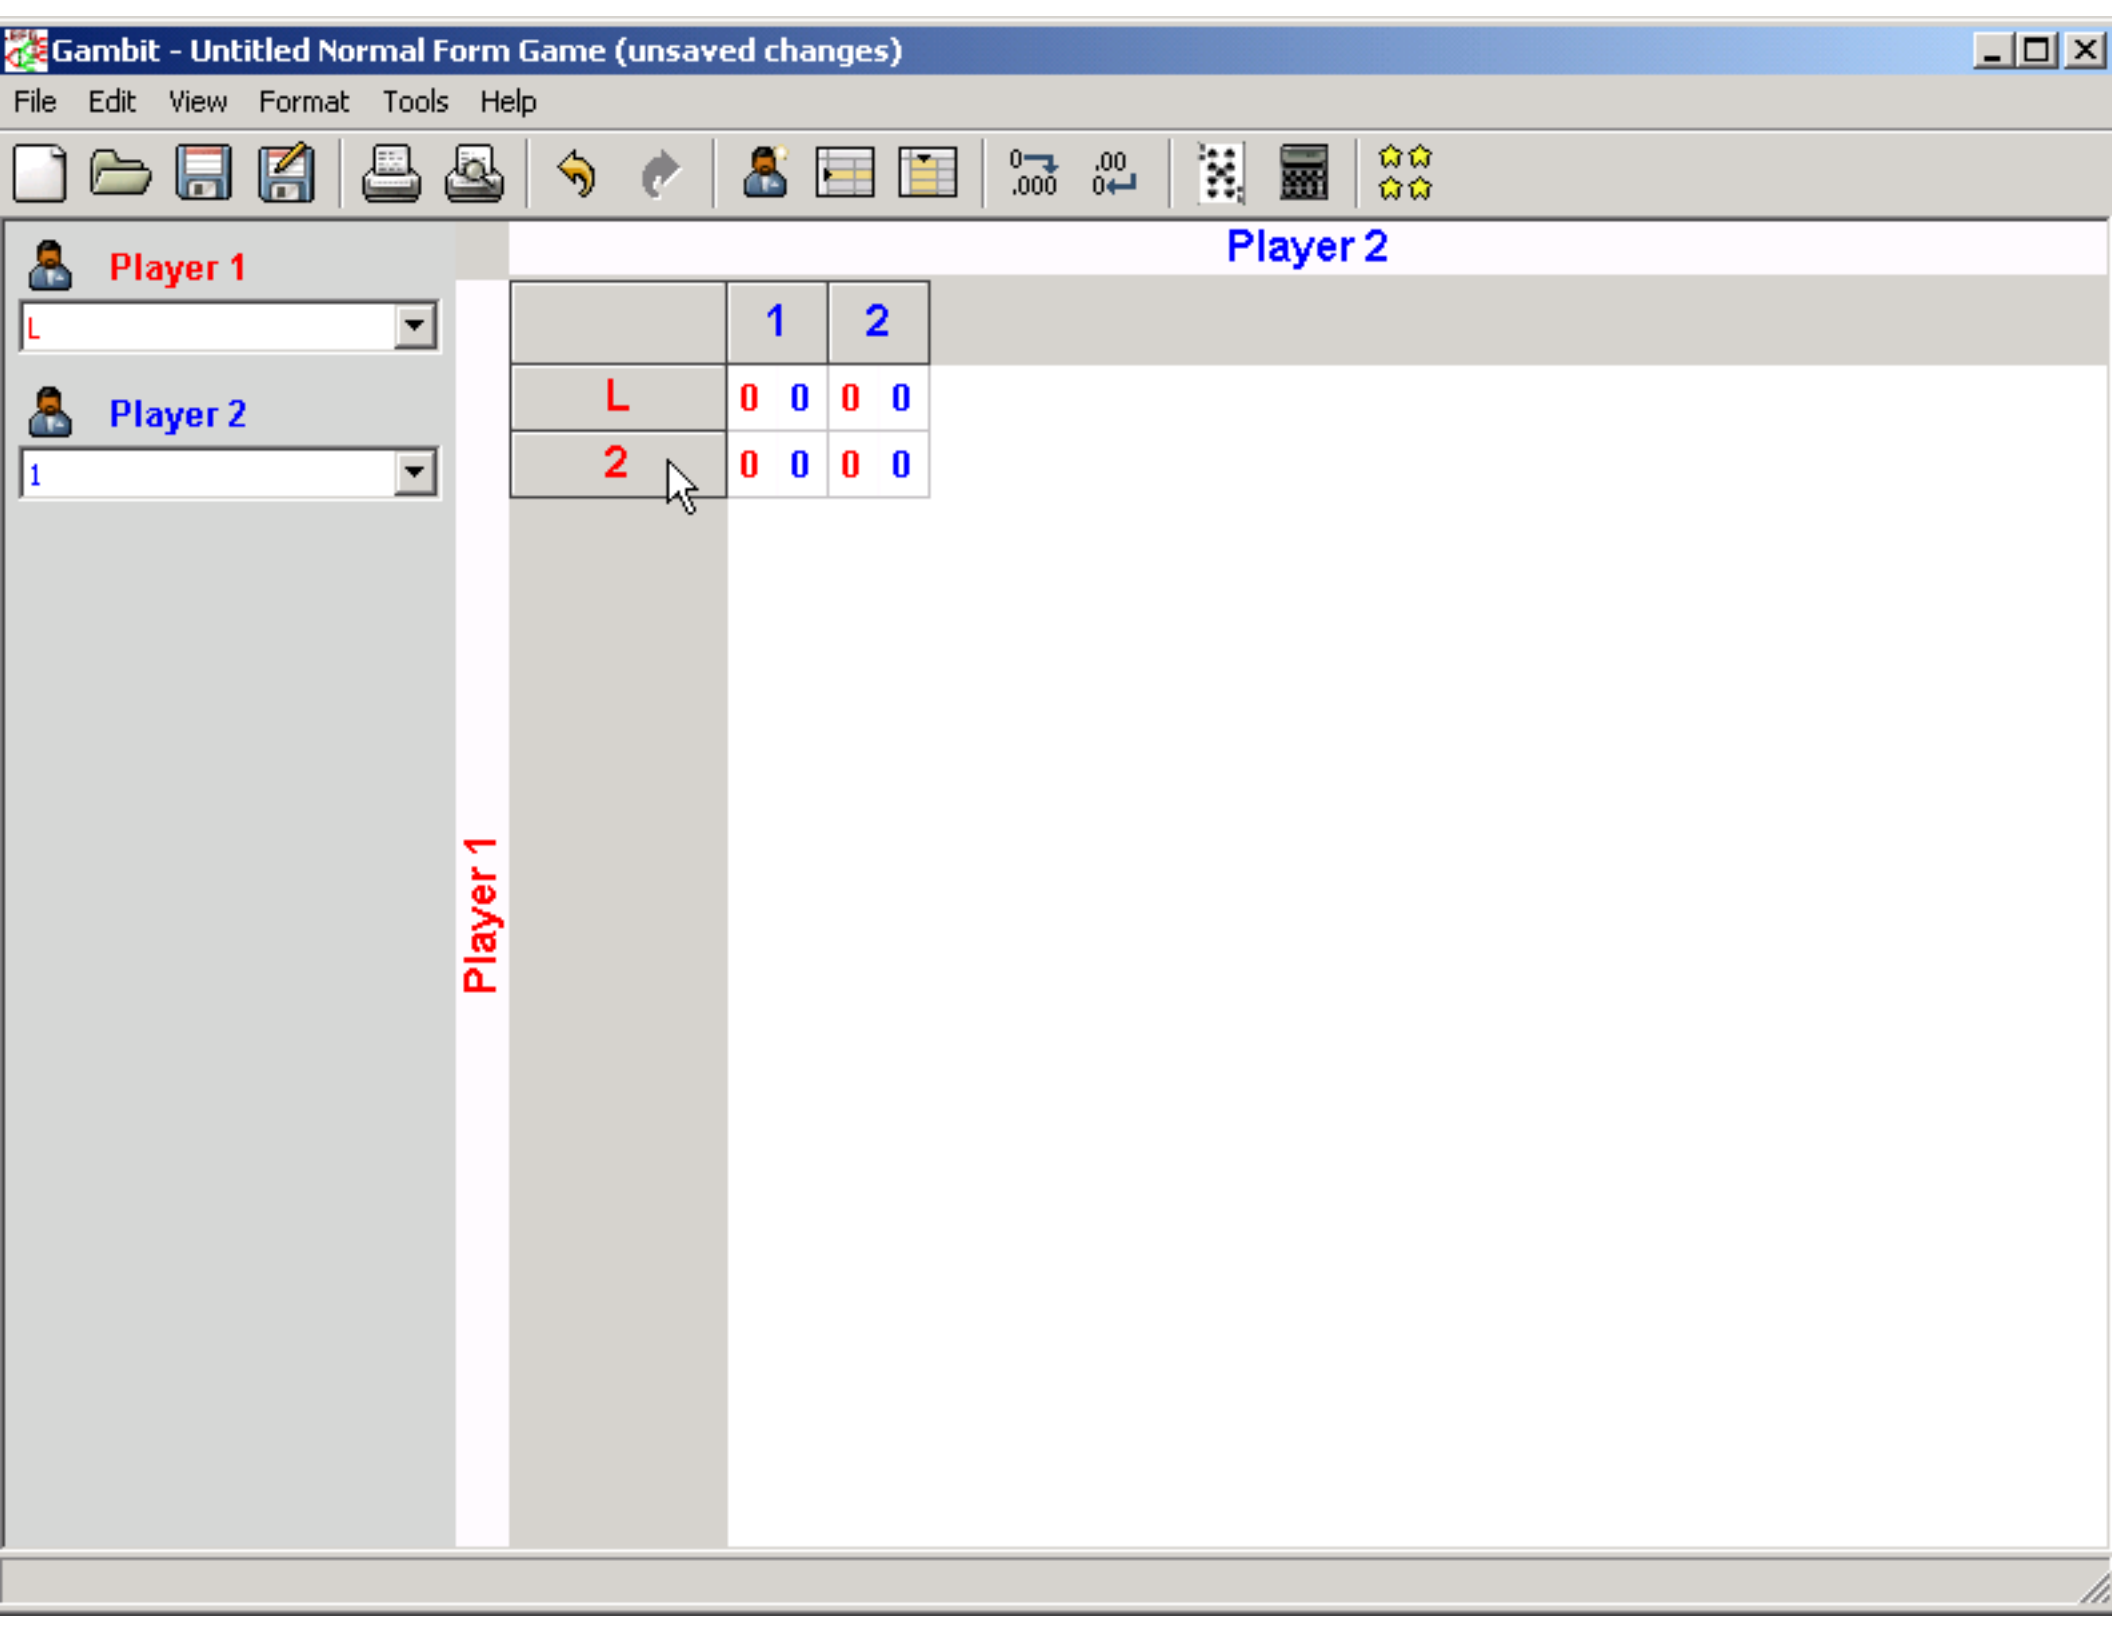 Gambit - Untitled Normal Form Game (unsaved changes)
File Edit View Format Tools Help
0 .000 .00 0
Player 1
L
Player 2
1
Player 2
Player 1
1 2
L 0 0 0 0
2 0 0 0 0